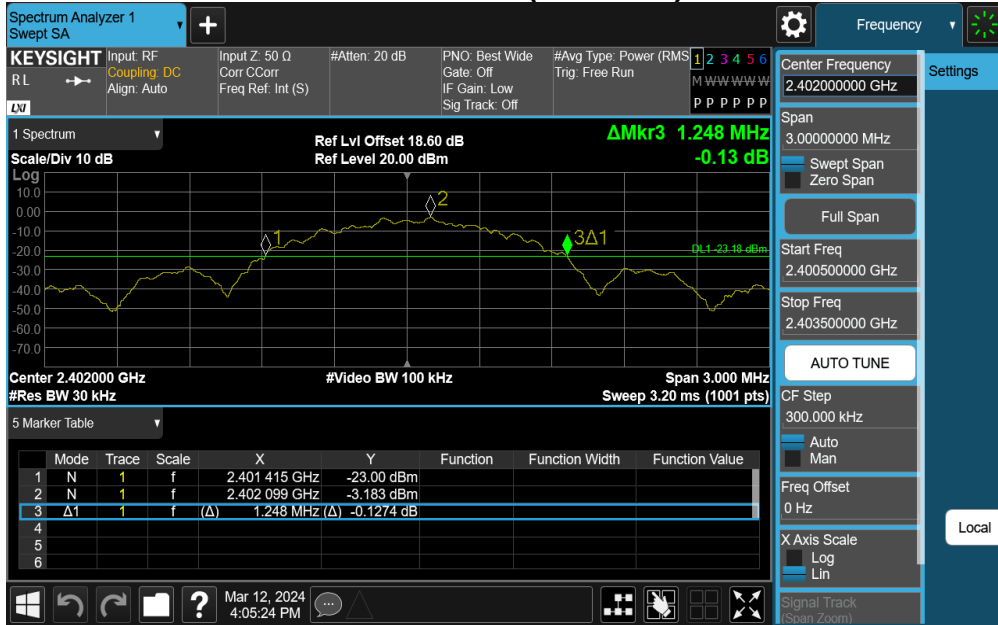 Spectrum Analyzer 1
Swept SA
Frequency
KEYSIGHT
RL
LXI
Input: RF
Coupling: DC
Align: Auto
Input Z: 50 Ω
Corr CCorr
Freq Ref: Int (S)
#Atten: 20 dB
PNO: Best Wide
Gate: Off
IF Gain: Low
Sig Track: Off
#Avg Type: Power (RMS
Trig: Free Run
1 2 3 4 5 6
M W W W W W
P P P P P P
1 Spectrum
Scale/Div 10 dB
Ref Lvl Offset 18.60 dB
Ref Level 20.00 dBm
ΔMkr3 1.248 MHz
-0.13 dB
Log
10.0
0.00
-10.0
-20.0
-30.0
-40.0
-50.0
-60.0
-70.0
1
2
3Δ1
DL1 -23.18 dBm
Center 2.402000 GHz
#Res BW 30 kHz
#Video BW 100 kHz
Span 3.000 MHz
Sweep 3.20 ms (1001 pts)
5 Marker Table
Mode Trace Scale X Y Function Function Width Function Value
1 N 1 f 2.401 415 GHz -23.00 dBm
2 N 1 f 2.402 099 GHz -3.183 dBm
3 Δ1 1 f (Δ) 1.248 MHz (Δ) -0.1274 dB
4
5
6
Mar 12, 2024
4:05:24 PM
?
Center Frequency
2.402000000 GHz
Settings
Span
3.00000000 MHz
Swept Span
Zero Span
Full Span
Start Freq
2.400500000 GHz
Stop Freq
2.403500000 GHz
AUTO TUNE
CF Step
300.000 kHz
Auto
Man
Freq Offset
0 Hz
X Axis Scale
Log
Lin
Signal Track
(Span Zoom)
Local